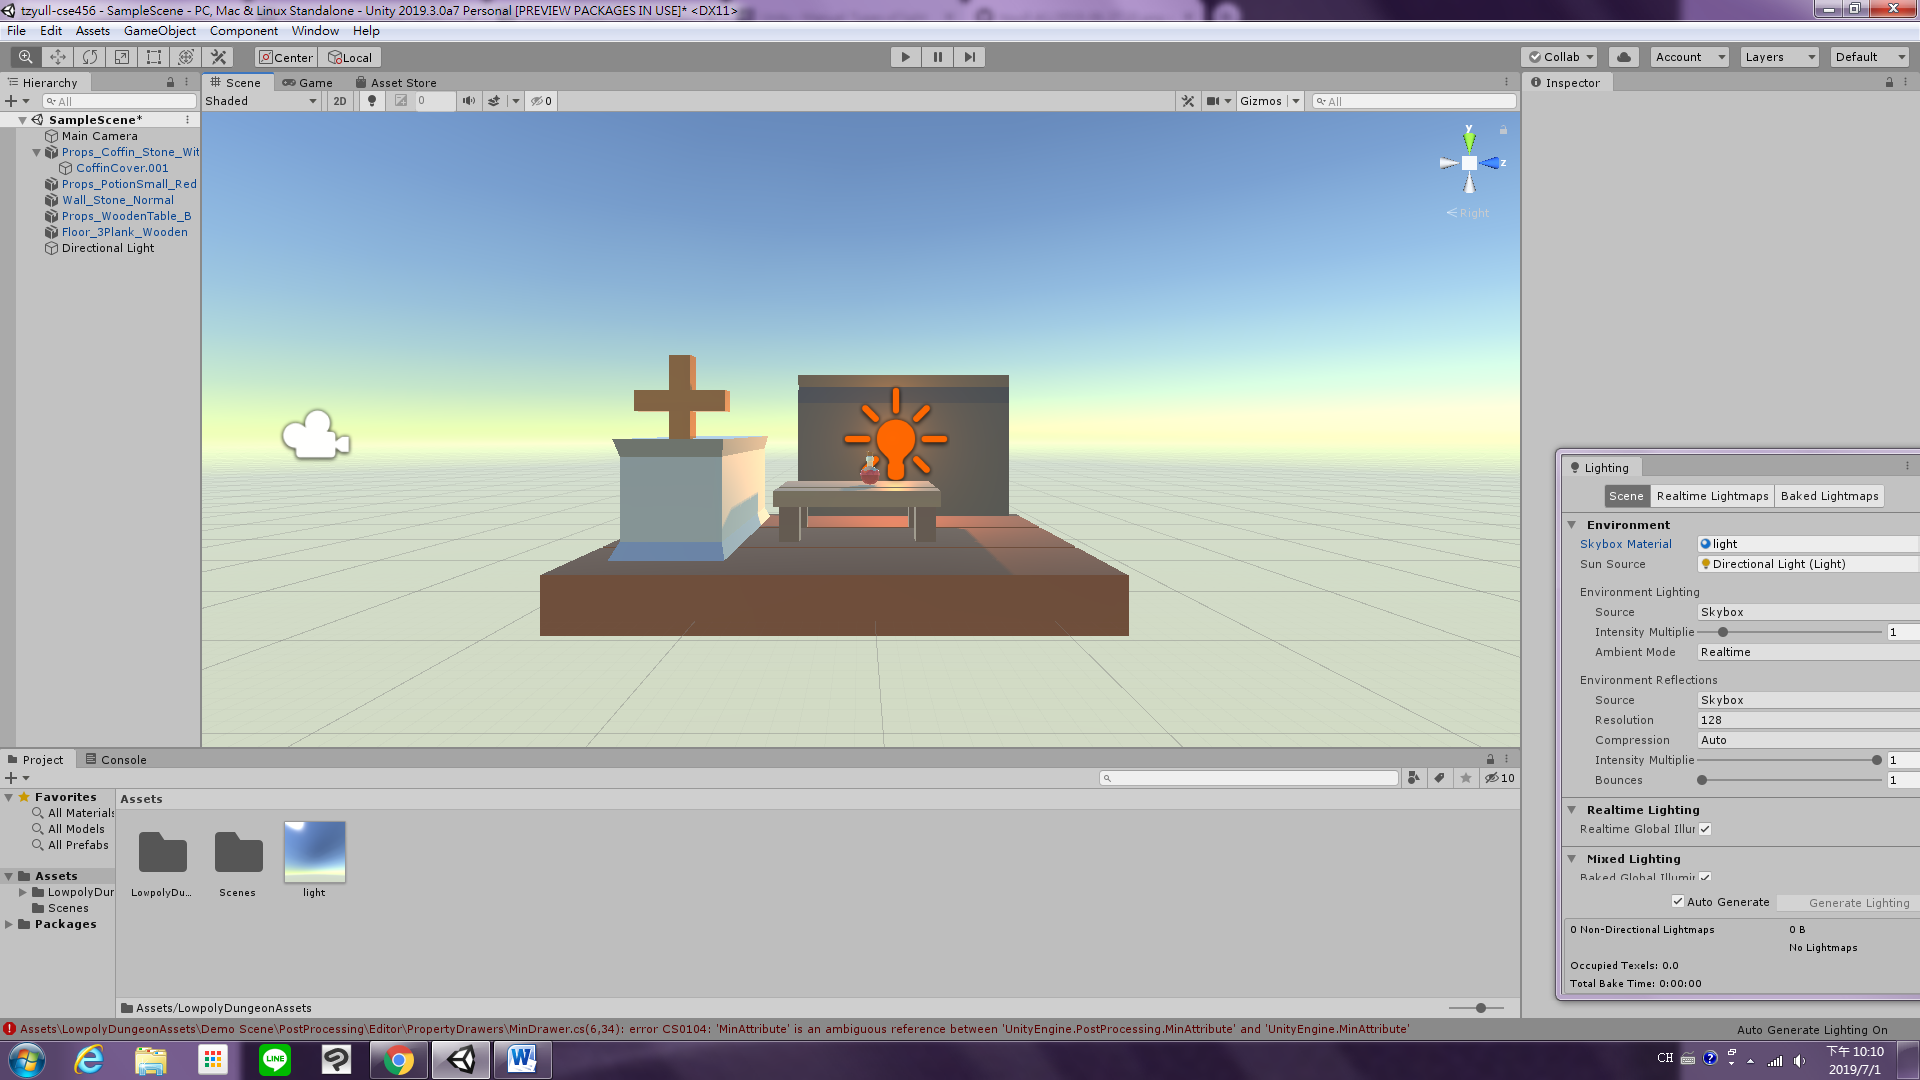 tzyull-cse456 - SampleScene - PC, Mac & Linux Standalone - Unity 2019.3.0a7 Personal [PREVIEW PACKAGES IN USE]* <DX11>
File Edit Assets GameObject Component Window Help
Center Local Collab Account Layers Default
Hierarchy Scene Game Asset Store Inspector
All Shaded 2D 0 0 Gizmos All
SampleScene*
Main Camera
Props_Coffin_Stone_Wit
CoffinCover.001
Props_PotionSmall_Red
Wall_Stone_Normal
Props_WoodenTable_B
Floor_3Plank_Wooden
Directional Light
y
z
Right
Lighting
Scene Realtime Lightmaps Baked Lightmaps
Environment
Skybox Material light
Sun Source Directional Light (Light)
Environment Lighting
Source Skybox
Intensity Multiplie 1
Ambient Mode Realtime
Environment Reflections
Source Skybox
Resolution 128
Compression Auto
Intensity Multiplie 1
Bounces 1
Realtime Lighting
Realtime Global Illur
Mixed Lighting
Baked Global Illumir
Auto Generate Generate Lighting
0 Non-Directional Lightmaps 0 B
No Lightmaps
Occupied Texels: 0.0
Total Bake Time: 0:00:00
Project Console
10
Favorites
All Materials
All Models
All Prefabs
Assets
LowpolyDur
Scenes
Packages
Assets
LowpolyDu... Scenes light
Assets/LowpolyDungeonAssets
Assets\LowpolyDungeonAssets\Demo Scene\PostProcessing\Editor\PropertyDrawers\MinDrawer.cs(6,34): error CS0104: 'MinAttribute' is an ambiguous reference between 'UnityEngine.PostProcessing.MinAttribute' and 'UnityEngine.MinAttribute'
Auto Generate Lighting On
LINE
CH
下午 10:10
2019/7/1